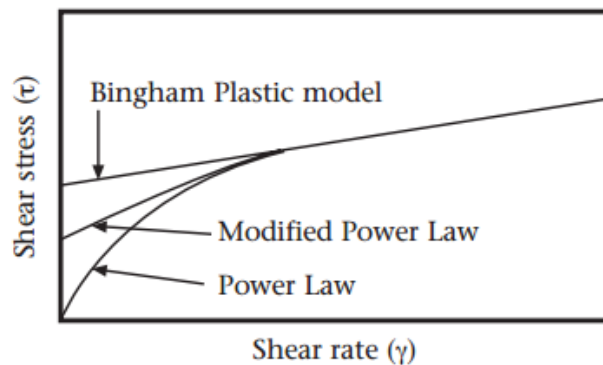 Bingham Plastic model
Shear stress (τ)
Modified Power Law
Power Law
Shear rate (γ)